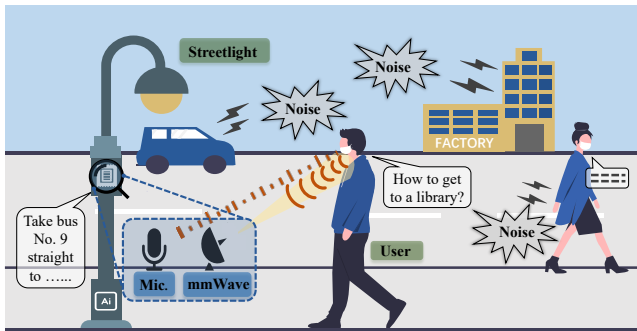 Streetlight
Noise
Noise
FACTORY
How to get
to a library?
Take bus
No. 9
straight
to …...
Noise
User
Mic.
mmWave
Ai